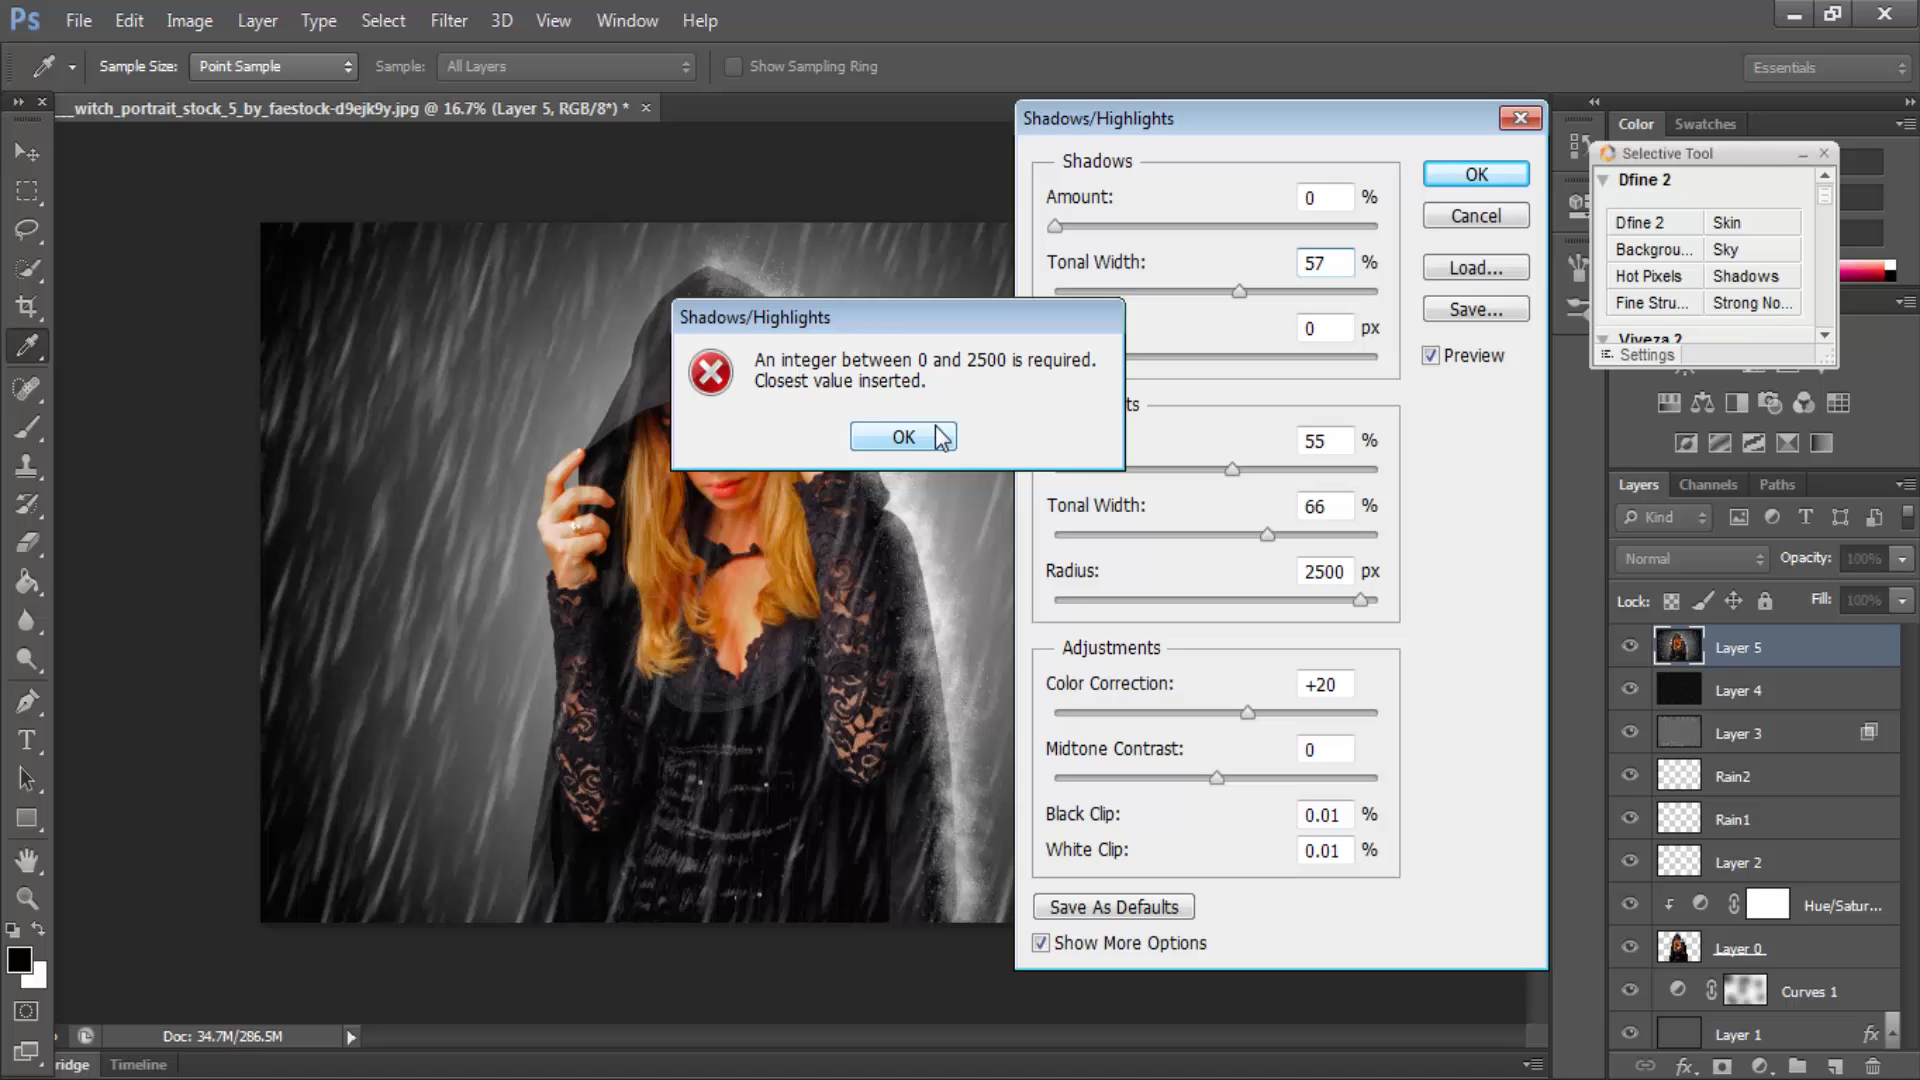 Ps File Edit Image Layer Type Select Filter 3D View Window Help
Sample Size: Point Sample Sample: All Layers Show Sampling Ring Essentials
witch_portrait_stock_5_by_faestock-d9ejk9y.jpg @ 16.7% (Layer 5, RGB/8*) *
Shadows/Highlights
Shadows
Amount: 0 %
Tonal Width: 57 %
0 px
ts
55 %
Tonal Width: 66 %
Radius: 2500 px
Adjustments
Color Correction: +20
Midtone Contrast: 0
Black Clip: 0.01 %
White Clip: 0.01 %
Save As Defaults
Show More Options
OK
Cancel
Load...
Save...
Preview
Shadows/Highlights
An integer between 0 and 2500 is required.
Closest value inserted.
OK
Color Swatches
Selective Tool
Dfine 2
Dfine 2 Skin
Backgrou... Sky
Hot Pixels Shadows
Fine Stru... Strong No...
Viveza 2
Settings
Layers Channels Paths
Kind
Normal Opacity: 100%
Lock: Fill: 100%
Layer 5
Layer 4
Layer 3
Rain2
Rain1
Layer 2
Hue/Satur...
Layer 0
Curves 1
Layer 1 fx
fx
Doc: 34.7M/286.5M
ridge Timeline